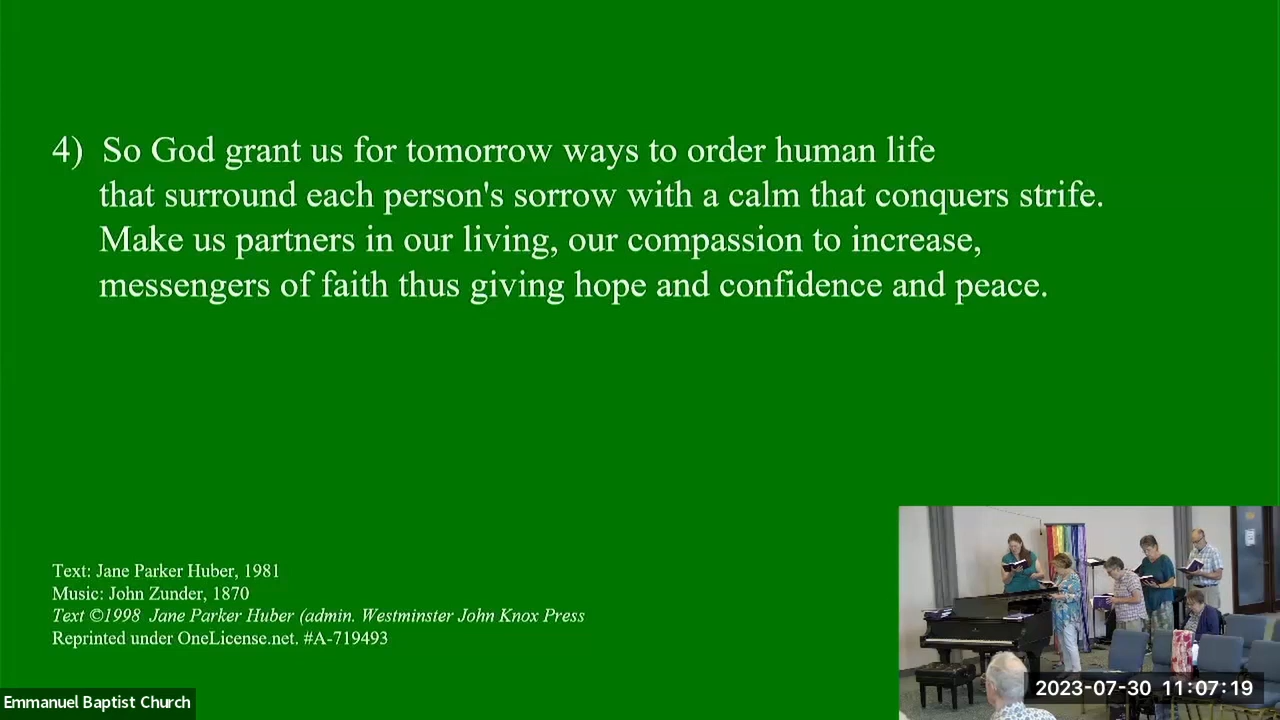 4) So God grant us for tomorrow ways to order human life
that surround each person's sorrow with a calm that conquers strife.
Make us partners in our living, our compassion to increase,
messengers of faith thus giving hope and confidence and peace.
Text: Jane Parker Huber, 1981
Music: John Zunder, 1870
Text ©1998 Jane Parker Huber (admin. Westminster John Knox Press
Reprinted under OneLicense.net. #A-719493
Emmanuel Baptist Church
2023-07-30 11:07:19